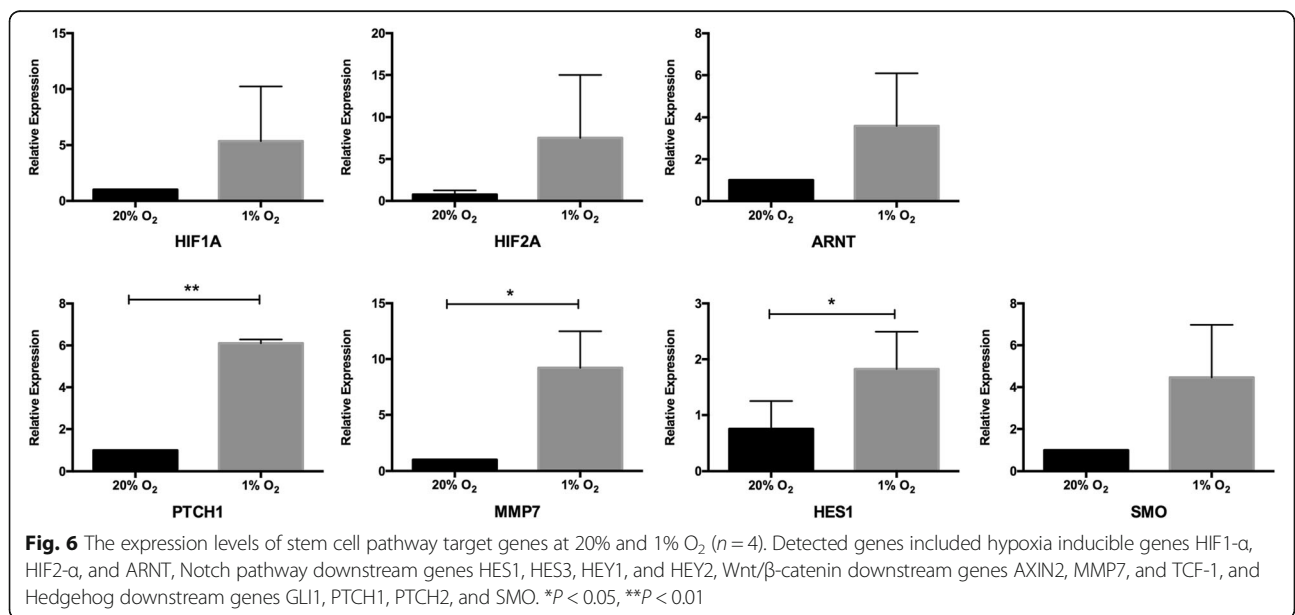 Relative Expression
15
10
5
0
20% O₂
1% O₂
HIF1A
Relative Expression
20
15
10
5
0
20% O₂
1% O₂
HIF2A
Relative Expression
8
6
4
2
0
20% O₂
1% O₂
ARNT
Relative Expression
8
6
4
2
0
**
20% O₂
1% O₂
PTCH1
Relative Expression
15
10
5
0
*
20% O₂
1% O₂
MMP7
Relative Expression
3
2
1
0
*
20% O₂
1% O₂
HES1
Relative Expression
8
6
4
2
0
20% O₂
1% O₂
SMO
Fig. 6 The expression levels of stem cell pathway target genes at 20% and 1% O₂ (n = 4). Detected genes included hypoxia inducible genes HIF1-α,
HIF2-α, and ARNT, Notch pathway downstream genes HES1, HES3, HEY1, and HEY2, Wnt/β-catenin downstream genes AXIN2, MMP7, and TCF-1, and
Hedgehog downstream genes GLI1, PTCH1, PTCH2, and SMO. *P < 0.05, **P < 0.01